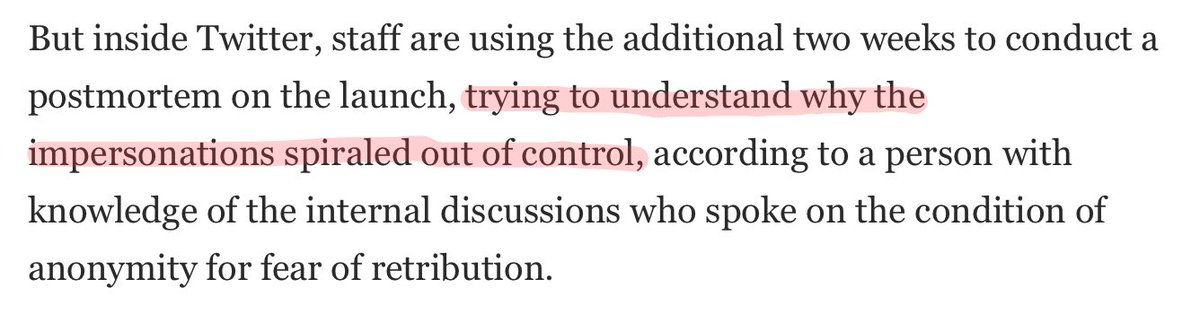 But inside Twitter, staff are using the additional two weeks to conduct a
postmortem on the launch, trying to understand why the
impersonations spiraled out of control, according to a person with
knowledge of the internal discussions who spoke on the condition of
anonymity for fear of retribution.